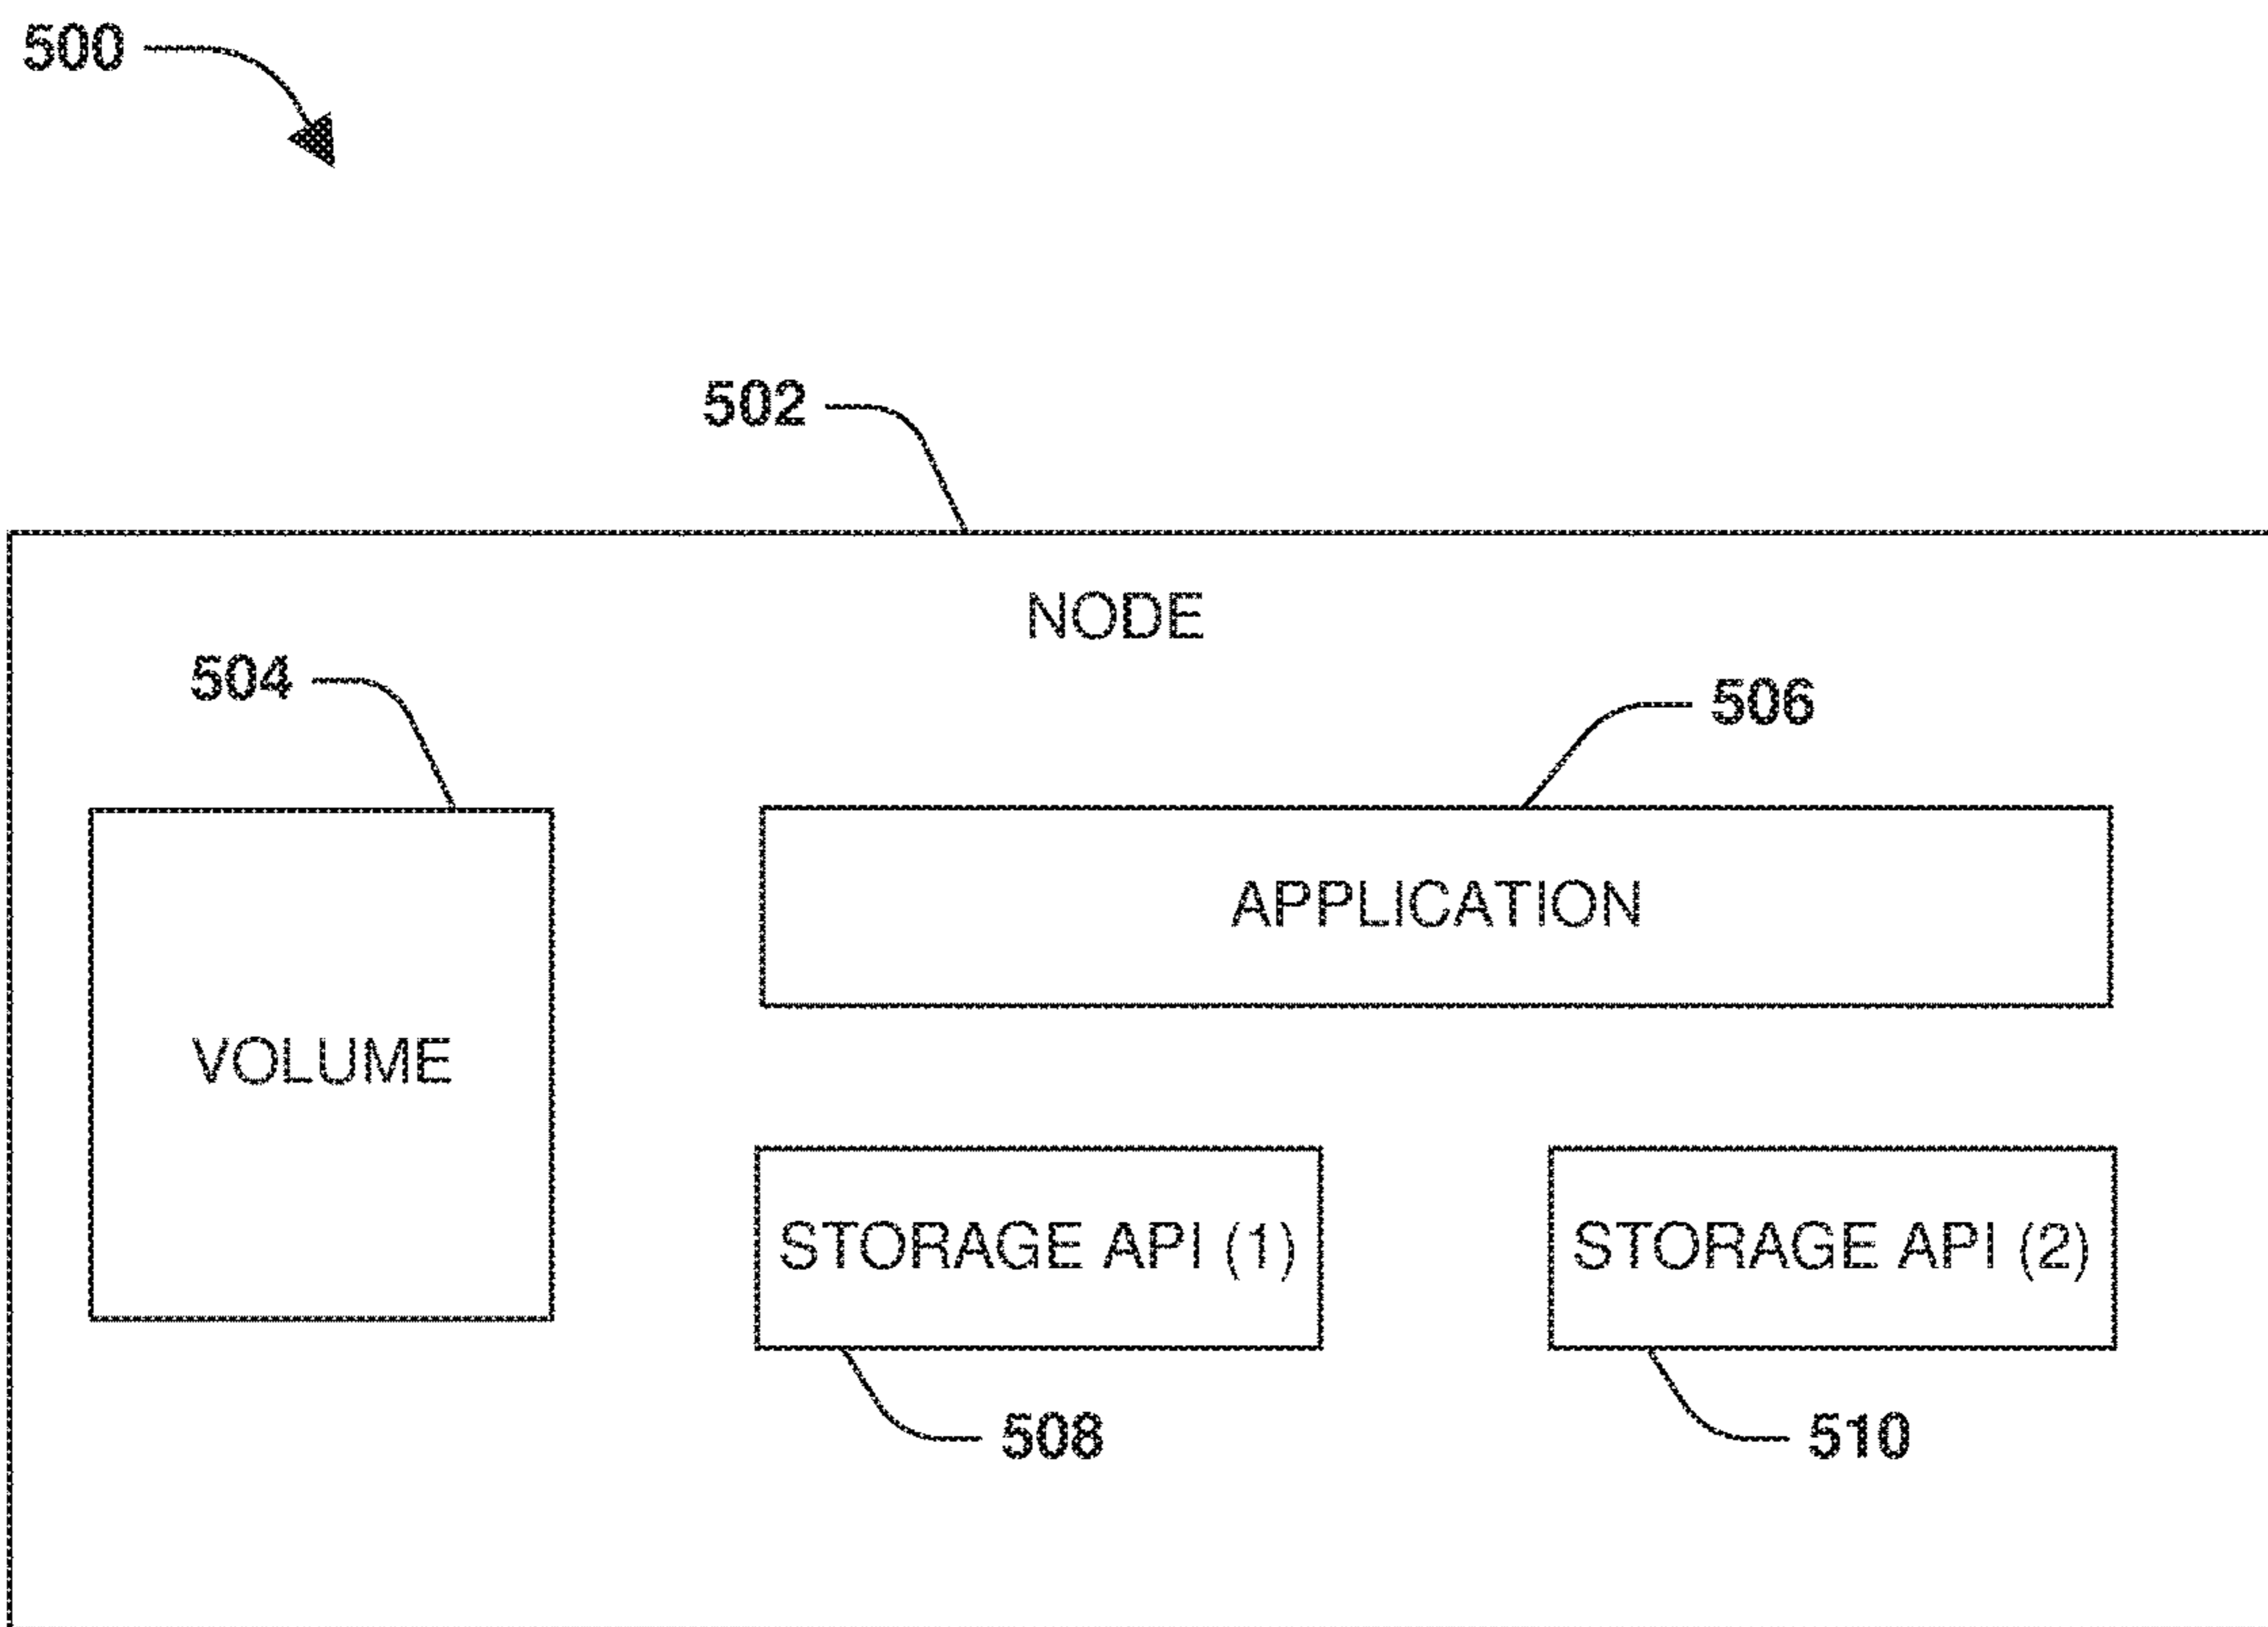 500
502
NODE
504
506
APPLICATION
VOLUME
STORAGE API (1)
STORAGE API (2)
508
510